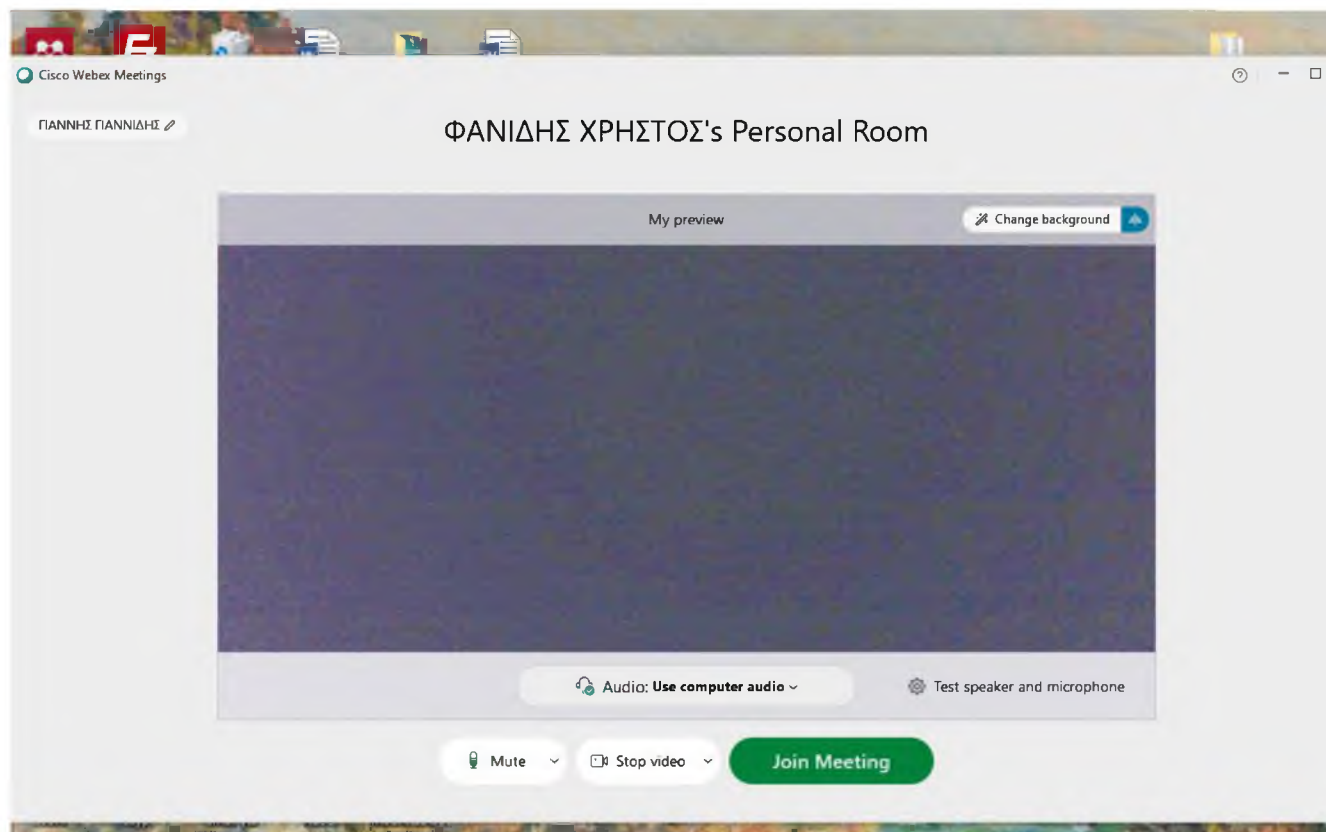 Cisco Webex Meetings
ΓΙΑΝΝΗΣ ΓΙΑΝΝΙΔΗΣ
ΦΑΝΙΔΗΣ ΧΡΗΣΤΟΣ's Personal Room
My preview
Change background
Audio: Use computer audio
Test speaker and microphone
Mute
Stop video
Join Meeting